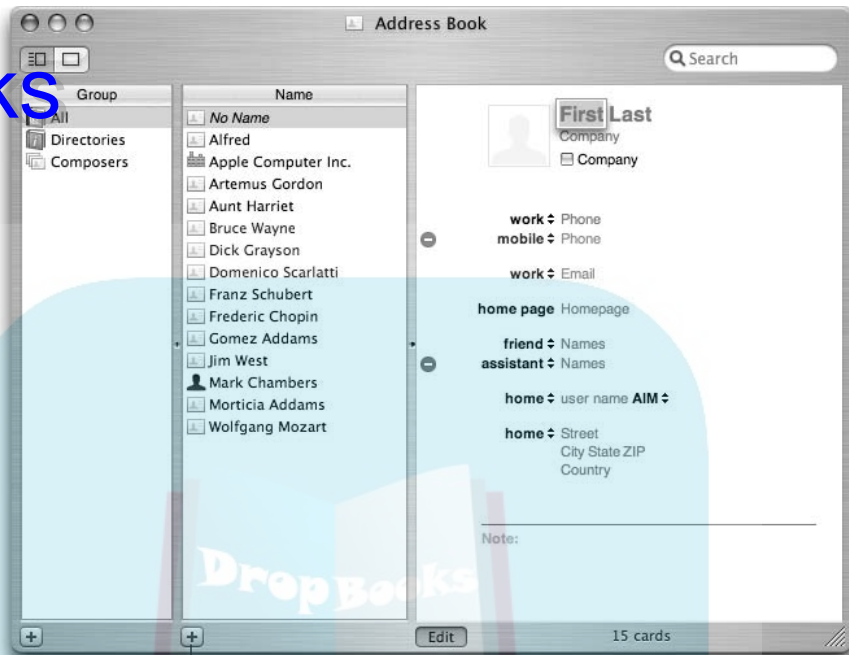 Address Book
Search
ks
Group
All
Directories
Composers
Name
No Name
Alfred
Apple Computer Inc.
Artemus Gordon
Aunt Harriet
Bruce Wayne
Dick Grayson
Domenico Scarlatti
Franz Schubert
Frederic Chopin
Gomez Addams
Jim West
Mark Chambers
Morticia Addams
Wolfgang Mozart
First Last
Company
Company
work Phone
mobile Phone
work Email
home page Homepage
friend Names
assistant Names
home user name AIM
home Street
City State ZIP
Country
Note:
DropBooks
Edit
15 cards